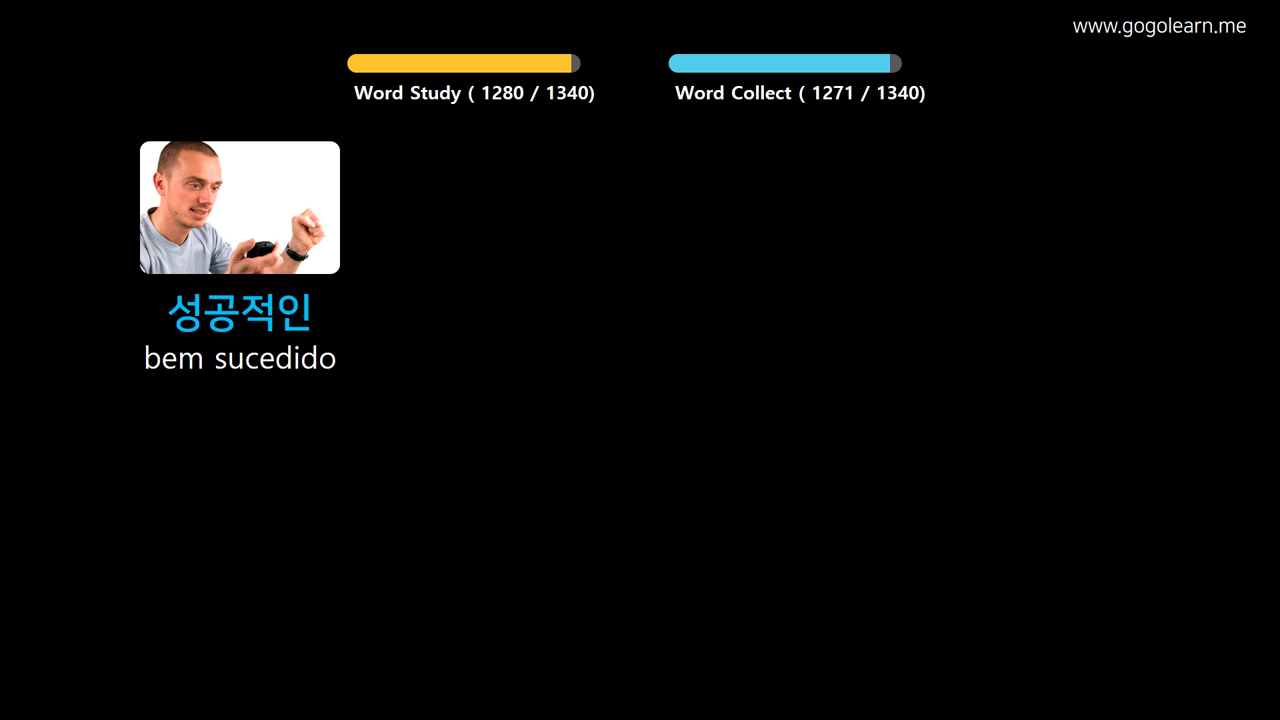 www.gogolearn.me
Word Study ( 1280 / 1340)
Word Collect ( 1271 / 1340)
성공적인
bem sucedido